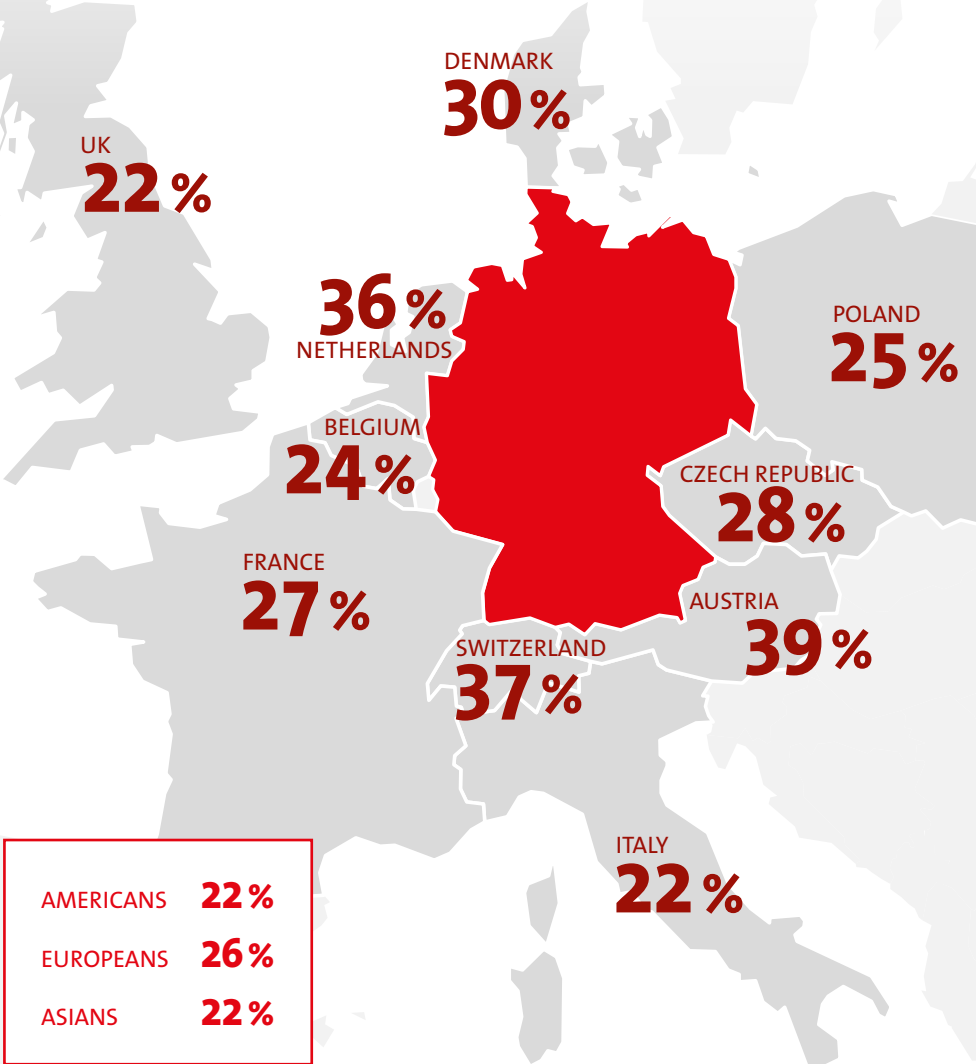 DENMARK
30 %
UK
22 %
36 %
NETHERLANDS
POLAND
25 %
BELGIUM
24 %
CZECH REPUBLIC
28 %
FRANCE
27 %
AUSTRIA
39 %
SWITZERLAND
37 %
ITALY
22 %
AMERICANS 22 %
EUROPEANS 26 %
ASIANS 22 %